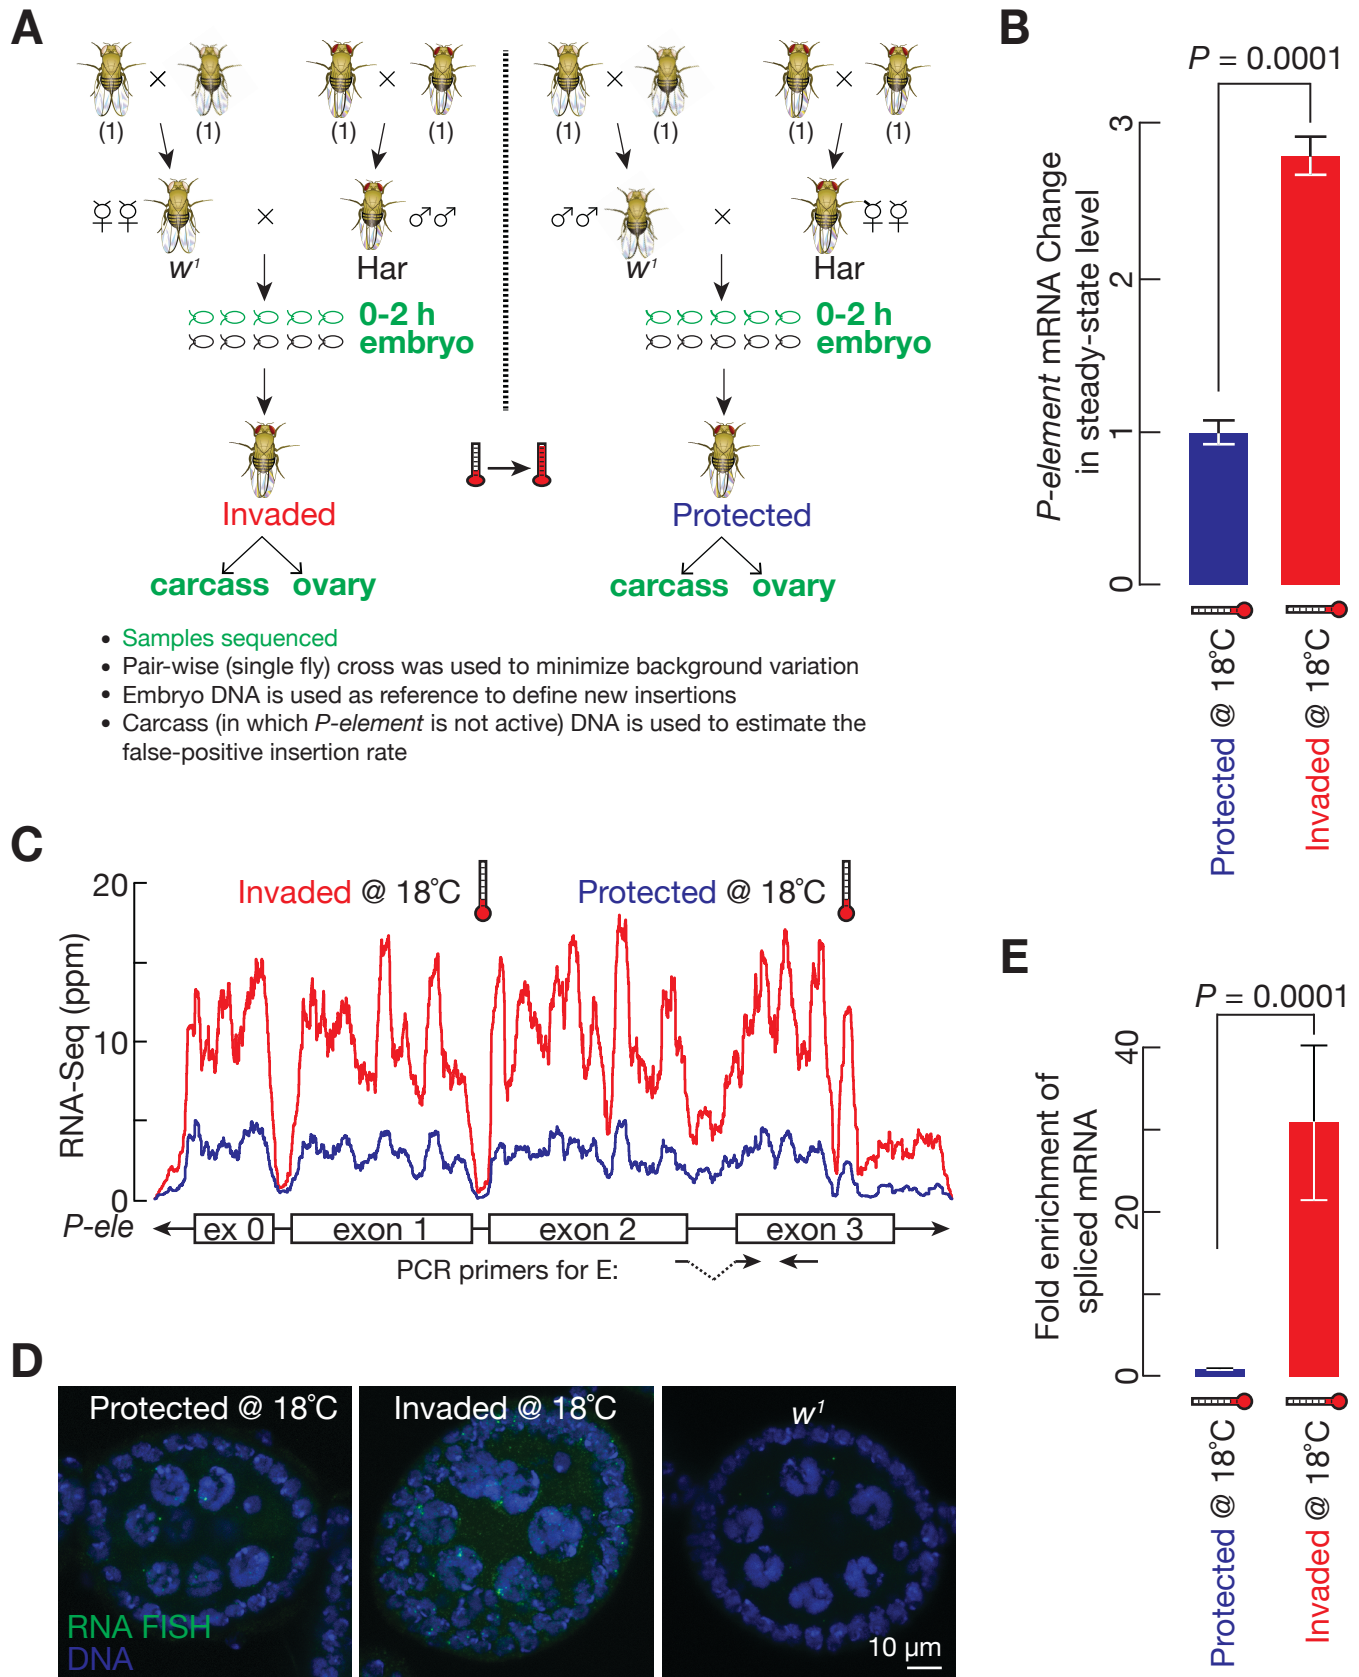 A
(1)
(1)
(1)
(1)
(1)
(1)
(1)
(1)
☿☿
×
♂♂
♂♂
×
☿☿
w¹
Har
w¹
Har
0-2 h
embryo
0-2 h
embryo
Invaded
Protected
carcass
ovary
carcass
ovary
• Samples sequenced
• Pair-wise (single fly) cross was used to minimize background variation
• Embryo DNA is used as reference to define new insertions
• Carcass (in which P-element is not active) DNA is used to estimate the
false-positive insertion rate
B
P = 0.0001
P-element mRNA Change
in steady-state level
3
2
1
0
Protected @ 18°C
Invaded @ 18°C
C
Invaded @ 18°C
Protected @ 18°C
RNA-Seq (ppm)
20
10
0
P-ele
ex 0
exon 1
exon 2
exon 3
PCR primers for E:
D
Protected @ 18°C
Invaded @ 18°C
w¹
RNA FISH
DNA
10 µm
E
P = 0.0001
Fold enrichment of
spliced mRNA
40
20
0
Protected @ 18°C
Invaded @ 18°C